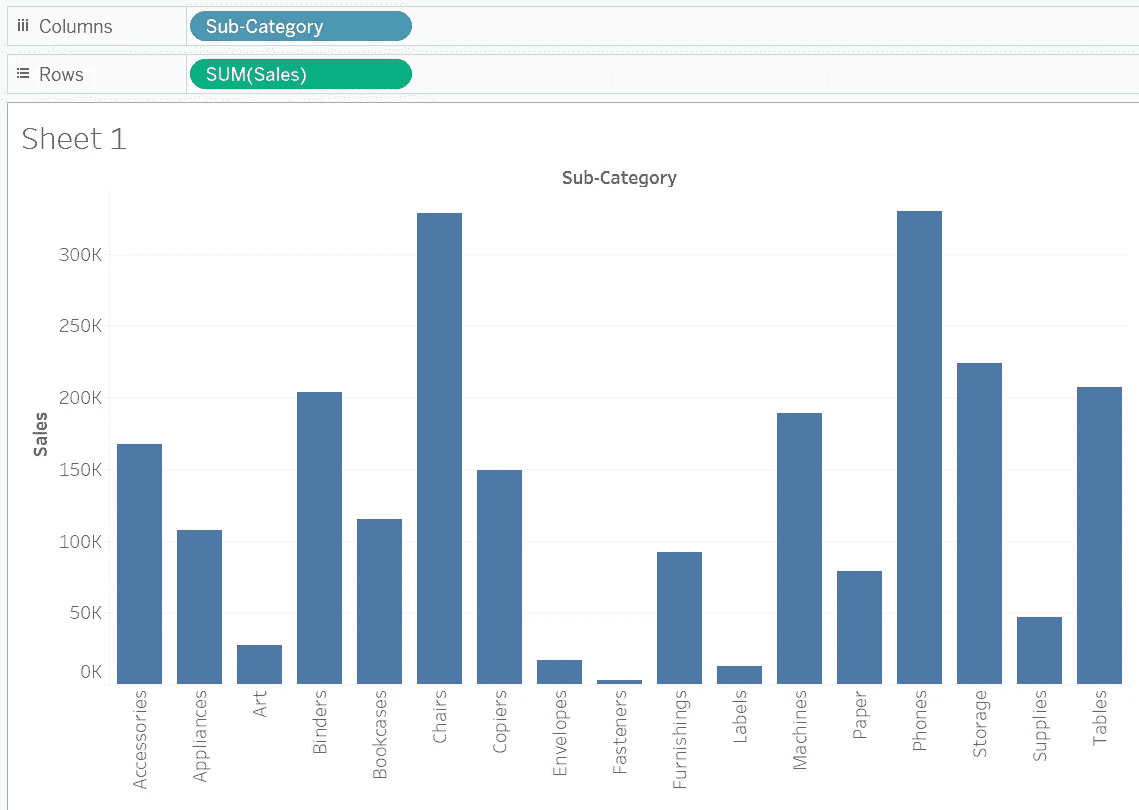 Columns Sub-Category
Rows SUM(Sales)
Sheet 1
Sub-Category
Sales
300K
250K
200K
150K
100K
50K
0K
Accessories
Appliances
Art
Binders
Bookcases
Chairs
Copiers
Envelopes
Fasteners
Furnishings
Labels
Machines
Paper
Phones
Storage
Supplies
Tables